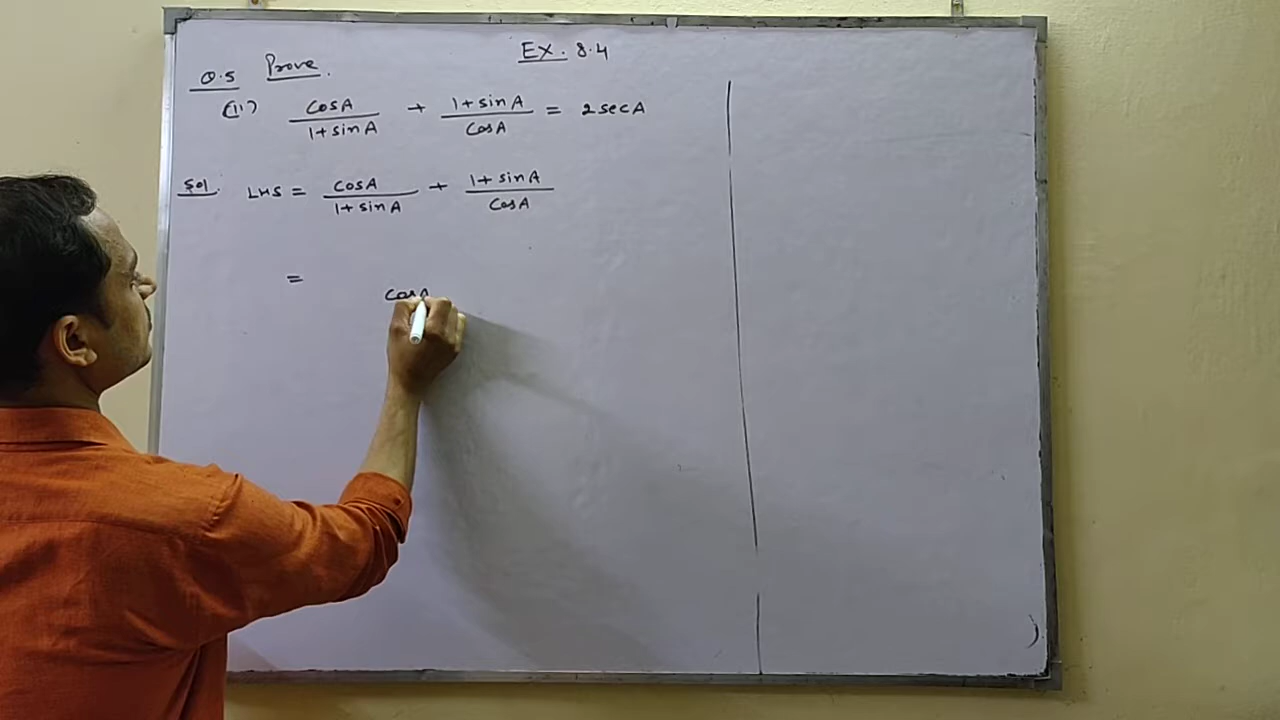 EX. 8.4
Q.5 Prove.
(ii) cosA / 1+sinA + 1+sinA / cosA = 2secA
Sol. LHS = cosA / 1+sinA + 1+sinA / cosA
= cosA